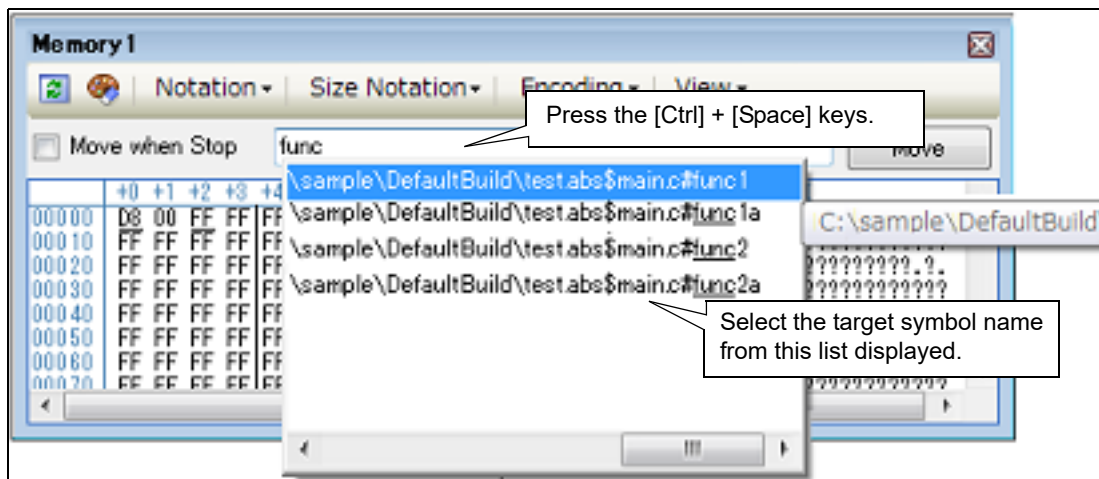 Memory1
Notation Size Notation Encoding View
Press the [Ctrl] + [Space] keys.
Move when Stop func Move
+0 +1 +2 +3 +4
\sample\DefaultBuild\test.abs$main.c#func1
\sample\DefaultBuild\test.abs$main.c#func1a
\sample\DefaultBuild\test.abs$main.c#func2
\sample\DefaultBuild\test.abs$main.c#func2a
C:\sample\DefaultBuild
00000 D8 00 FF FF FF
00010 FF FF FF FF FF
00020 FF FF FF FF FF ?????????.?.
00030 FF FF FF FF FF ????????????
00040 FF FF FF FF FF
00050 FF FF FF FF FF
00060 FF FF FF FF FF
00070 FF FF FF FF FF ????????????
Select the target symbol name
from this list displayed.